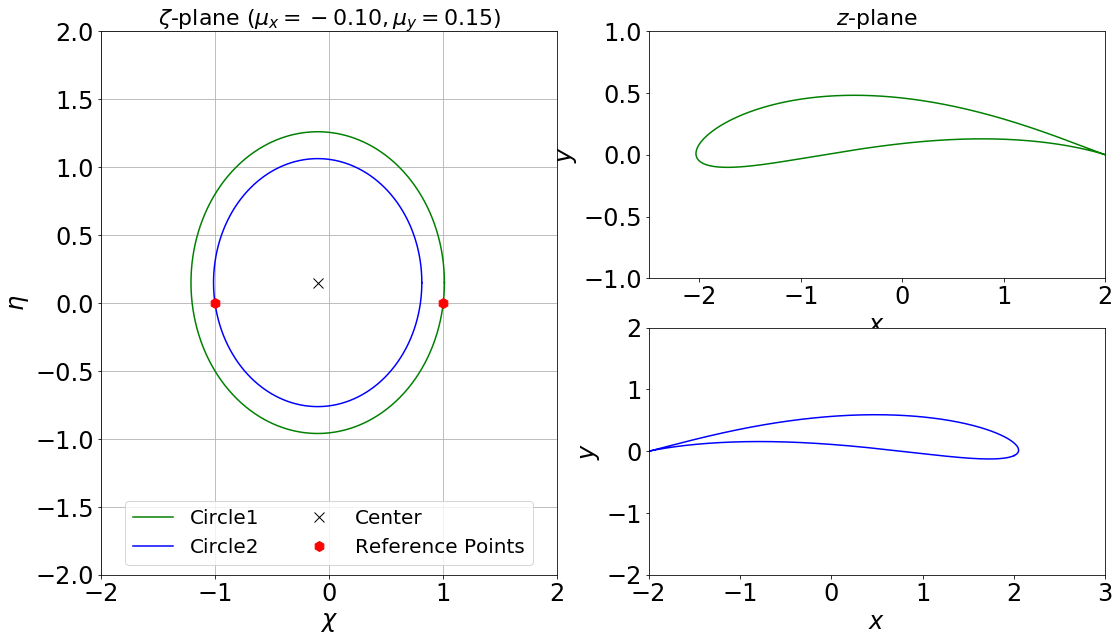 ζ-plane (μx = −0.10, μy = 0.15)
2.0
1.5
1.0
0.5
0.0
−0.5
−1.0
−1.5
−2.0
η
−2 −1 0 1 2
χ
Circle1
Circle2
Center
Reference Points
z-plane
1.0
0.5
0.0
−0.5
−1.0
y
−2 −1 0 1 2
x
2
1
0
−1
−2
y
−2 −1 0 1 2 3
x